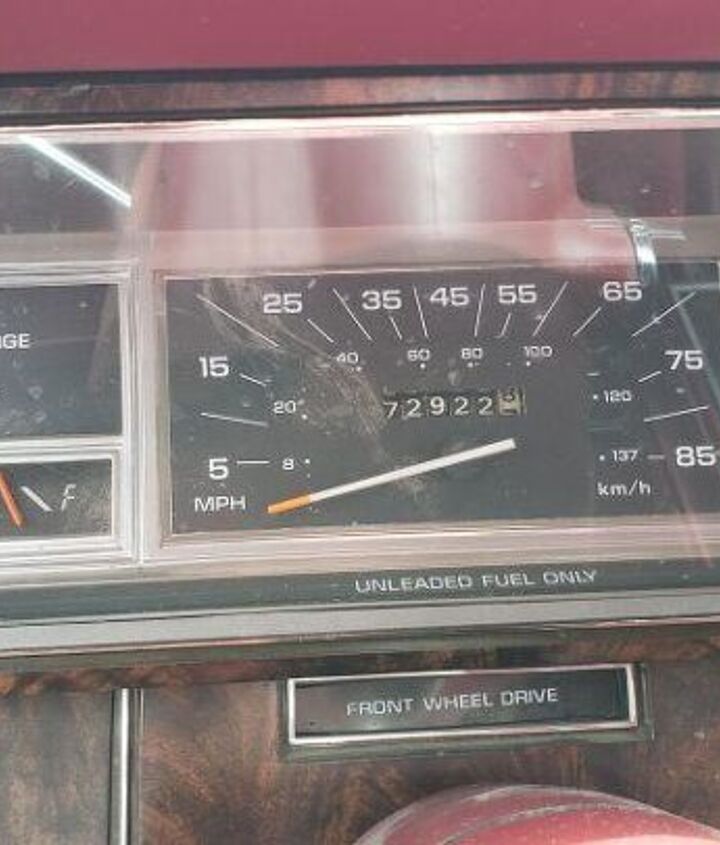 25 35 45 55 65
GE
40 60 80 100
15 75
20 72922 120
5 8 137 85
MPH km/h
F
UNLEADED FUEL ONLY
FRONT WHEEL DRIVE